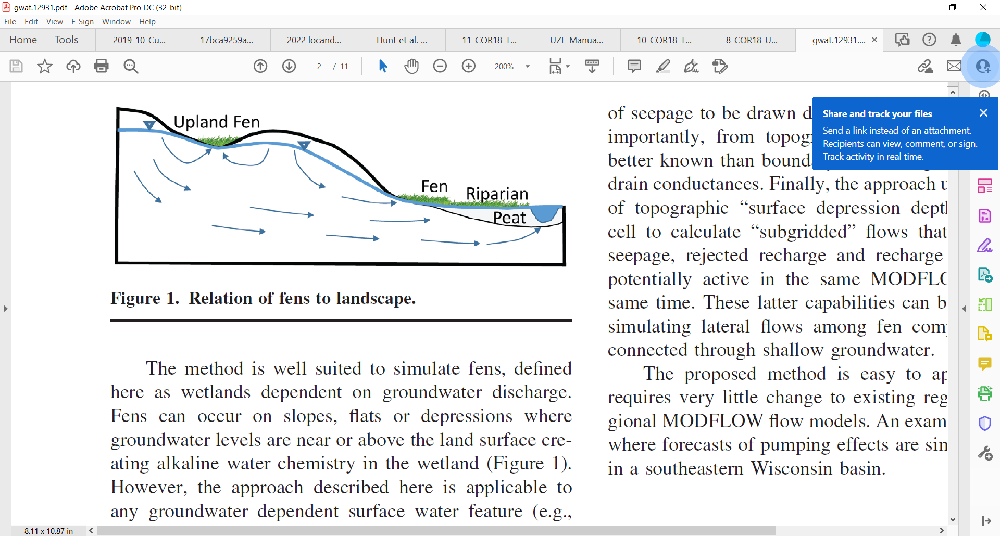 gwat.12931.pdf - Adobe Acrobat Pro DC (32-bit)
File Edit View E-Sign Window Help
Home Tools 2019_10_Cu... 17bca9259a... 2022 locand... Hunt et al. ... 11-COR18_T... UZF_Manua... 10-COR18_T... 8-COR18_U... gwat.12931....
2 / 11 200%
Upland Fen
Fen
Riparian
Peat
Figure 1. Relation of fens to landscape.
The method is well suited to simulate fens, defined
here as wetlands dependent on groundwater discharge.
Fens can occur on slopes, flats or depressions where
groundwater levels are near or above the land surface cre-
ating alkaline water chemistry in the wetland (Figure 1).
However, the approach described here is applicable to
any groundwater dependent surface water feature (e.g.,
of seepage to be drawn d
importantly, from topogr
better known than bound
drain conductances. Finally, the approach u
of topographic “surface depression dept
cell to calculate “subgridded” flows that
seepage, rejected recharge and recharge
potentially active in the same MODFLO
same time. These latter capabilities can b
simulating lateral flows among fen com
connected through shallow groundwater.
The proposed method is easy to ap
requires very little change to existing reg
gional MODFLOW flow models. An exam
where forecasts of pumping effects are sim
in a southeastern Wisconsin basin.
Share and track your files
Send a link instead of an attachment.
Recipients can view, comment, or sign.
Track activity in real time.
8.11 x 10.87 in